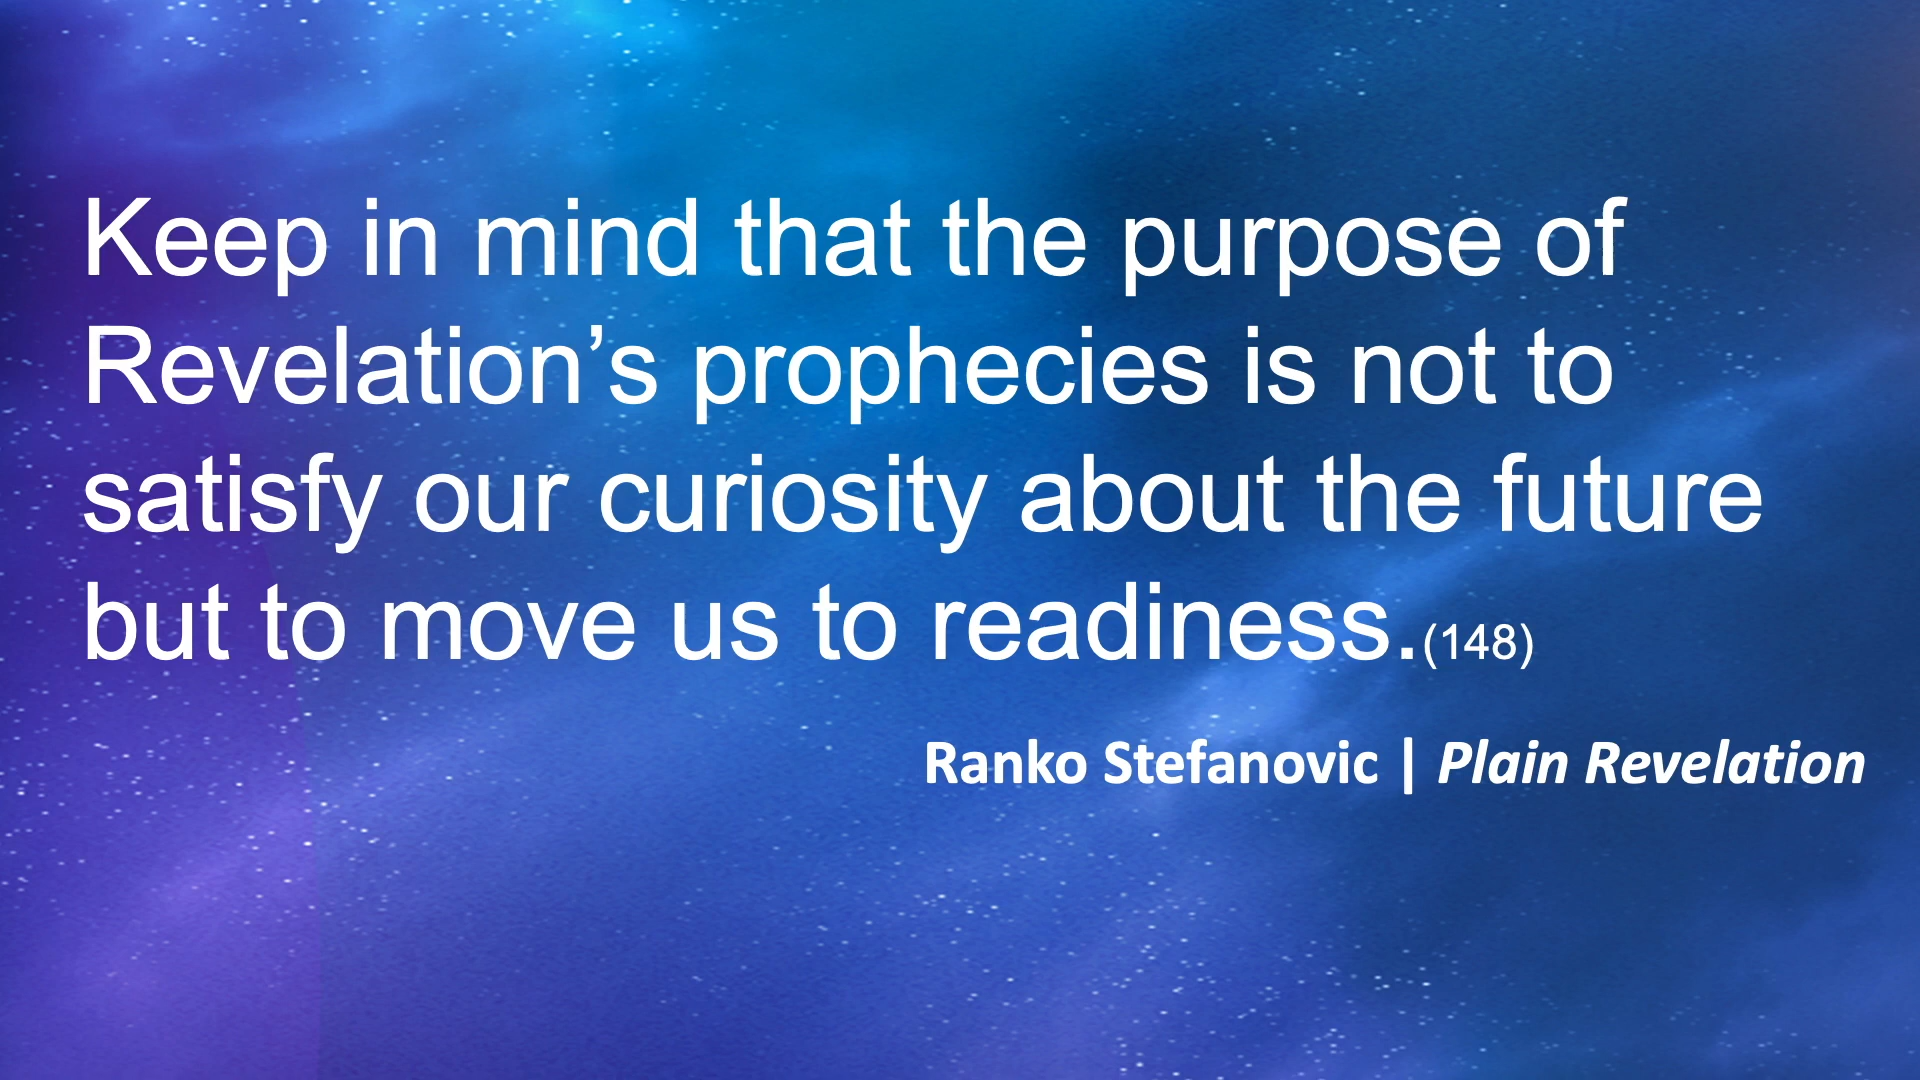 Keep in mind that the purpose of
Revelation’s prophecies is not to
satisfy our curiosity about the future
but to move us to readiness.(148)
Ranko Stefanovic | Plain Revelation